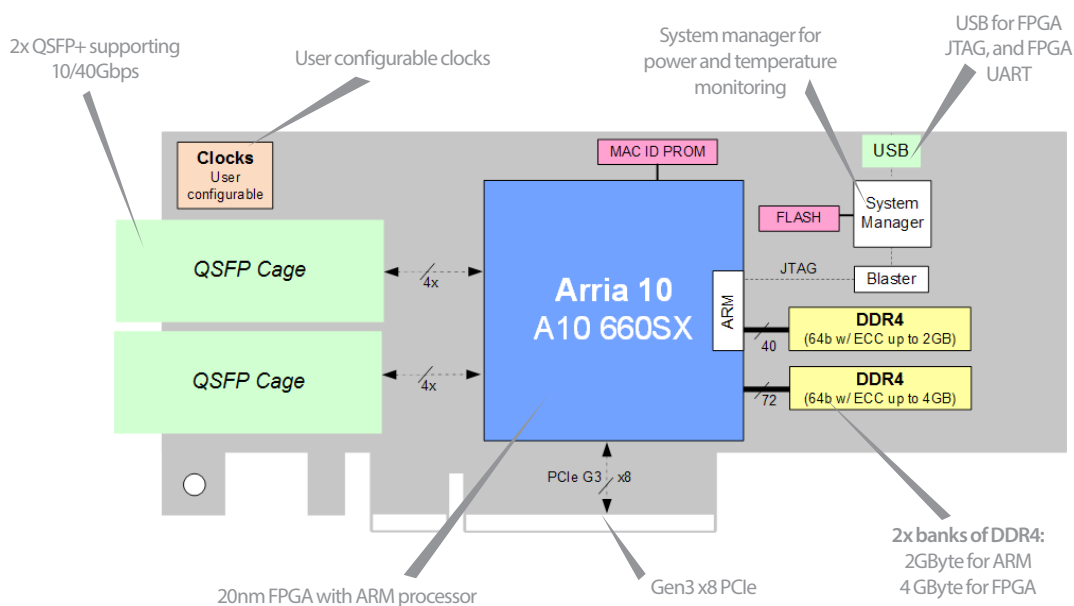 2x QSFP+ supporting
10/40Gbps
User configurable clocks
System manager for
power and temperature
monitoring
USB for FPGA
JTAG, and FPGA
UART
Clocks
User
configurable
MAC ID PROM
USB
FLASH
System
Manager
QSFP Cage
4x
JTAG
Blaster
Arria 10
A10 660SX
ARM
DDR4
(64b w/ ECC up to 2GB)
40
QSFP Cage
4x
DDR4
(64b w/ ECC up to 4GB)
72
PCIe G3
x8
2x banks of DDR4:
2GByte for ARM
4 GByte for FPGA
Gen3 x8 PCIe
20nm FPGA with ARM processor